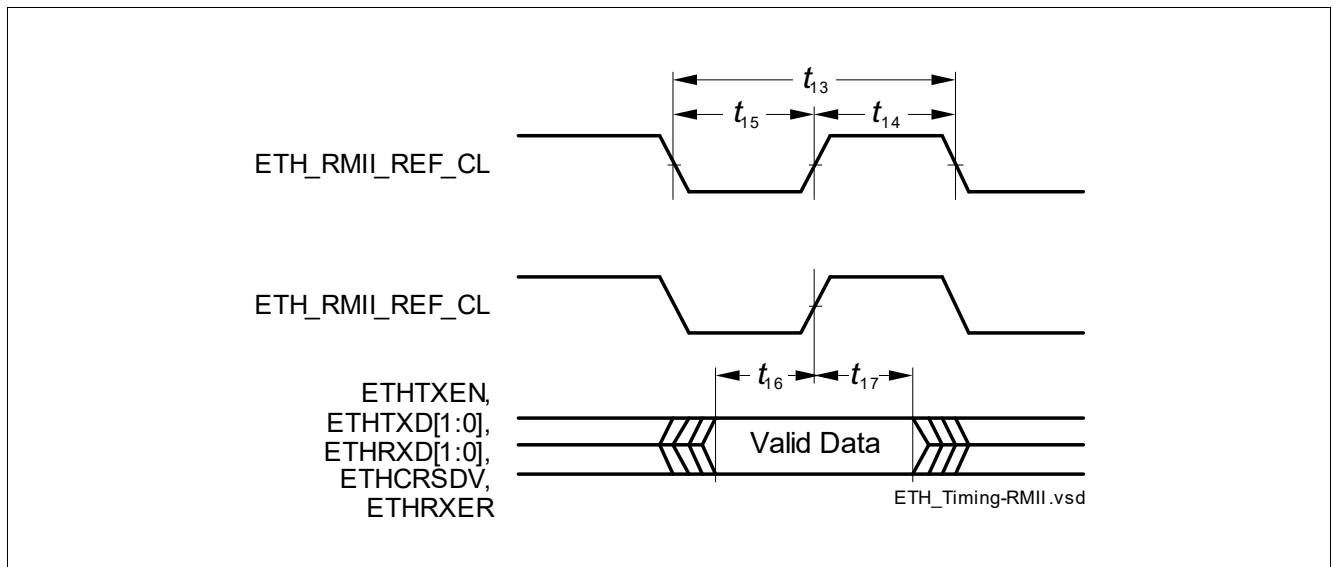 t13
t15 t14
ETH_RMII_REF_CL
ETH_RMII_REF_CL
t16 t17
ETHTXEN,
ETHTXD[1:0],
ETHRXD[1:0],
ETHCRSDV,
ETHRXER
Valid Data
ETH_Timing-RMII.vsd